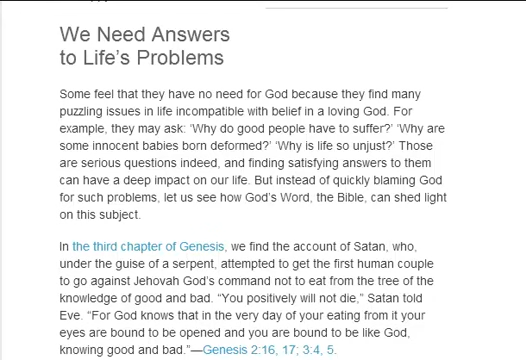 We Need Answers
to Life’s Problems
Some feel that they have no need for God because they find many
puzzling issues in life incompatible with belief in a loving God. For
example, they may ask: ‘Why do good people have to suffer?’ ‘Why are
some innocent babies born deformed?’ ‘Why is life so unjust?’ Those
are serious questions indeed, and finding satisfying answers to them
can have a deep impact on our life. But instead of quickly blaming God
for such problems, let us see how God’s Word, the Bible, can shed light
on this subject.
In the third chapter of Genesis, we find the account of Satan, who,
under the guise of a serpent, attempted to get the first human couple
to go against Jehovah God’s command not to eat from the tree of the
knowledge of good and bad. “You positively will not die,” Satan told
Eve. “For God knows that in the very day of your eating from it your
eyes are bound to be opened and you are bound to be like God,
knowing good and bad.”—Genesis 2:16, 17; 3:4, 5.